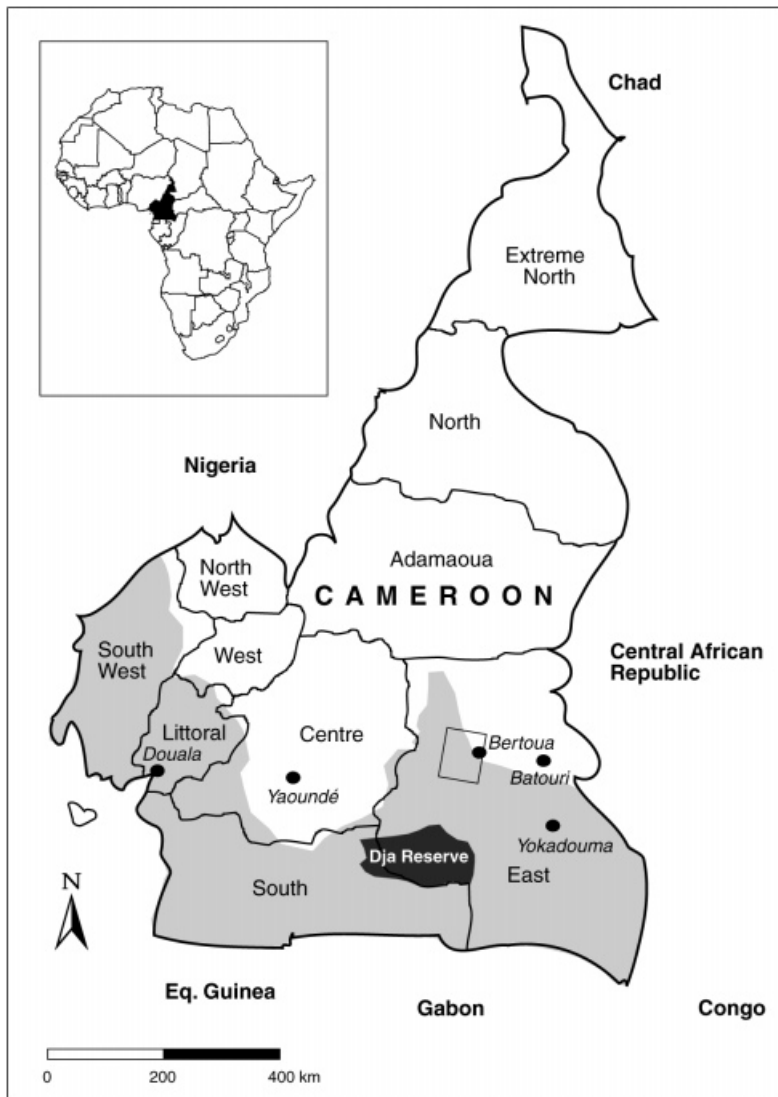 Chad
Extreme
North
North
Nigeria
Adamaoua
CAMEROON
North
West
South
West
West
Central African
Republic
Littoral
Douala
Centre
Yaoundé
Bertoua
Batouri
Yokadouma
Dja Reserve
East
South
N
Eq. Guinea
Gabon
Congo
0 200 400 km